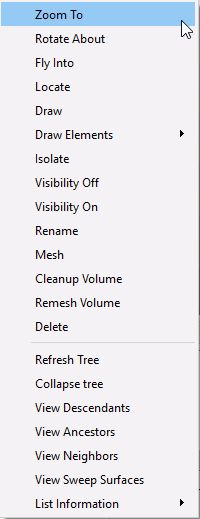 Zoom To
Rotate About
Fly Into
Locate
Draw
Draw Elements
Isolate
Visibility Off
Visibility On
Rename
Mesh
Cleanup Volume
Remesh Volume
Delete
Refresh Tree
Collapse tree
View Descendants
View Ancestors
View Neighbors
View Sweep Surfaces
List Information